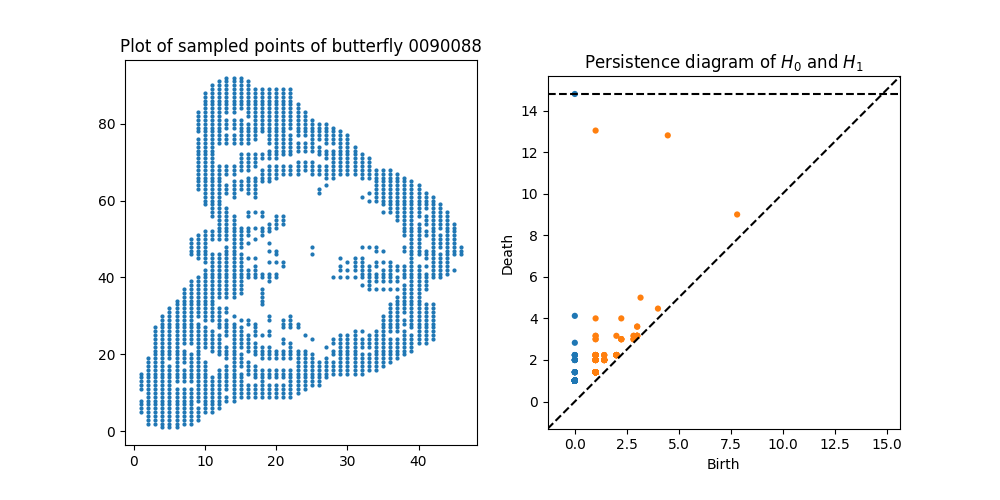 Plot of sampled points of butterfly 0090088
80
60
40
20
0
0 10 20 30 40
Persistence diagram of H₀ and H₁
14
12
10
8
6
4
2
0
Death
0.0 2.5 5.0 7.5 10.0 12.5 15.0
Birth